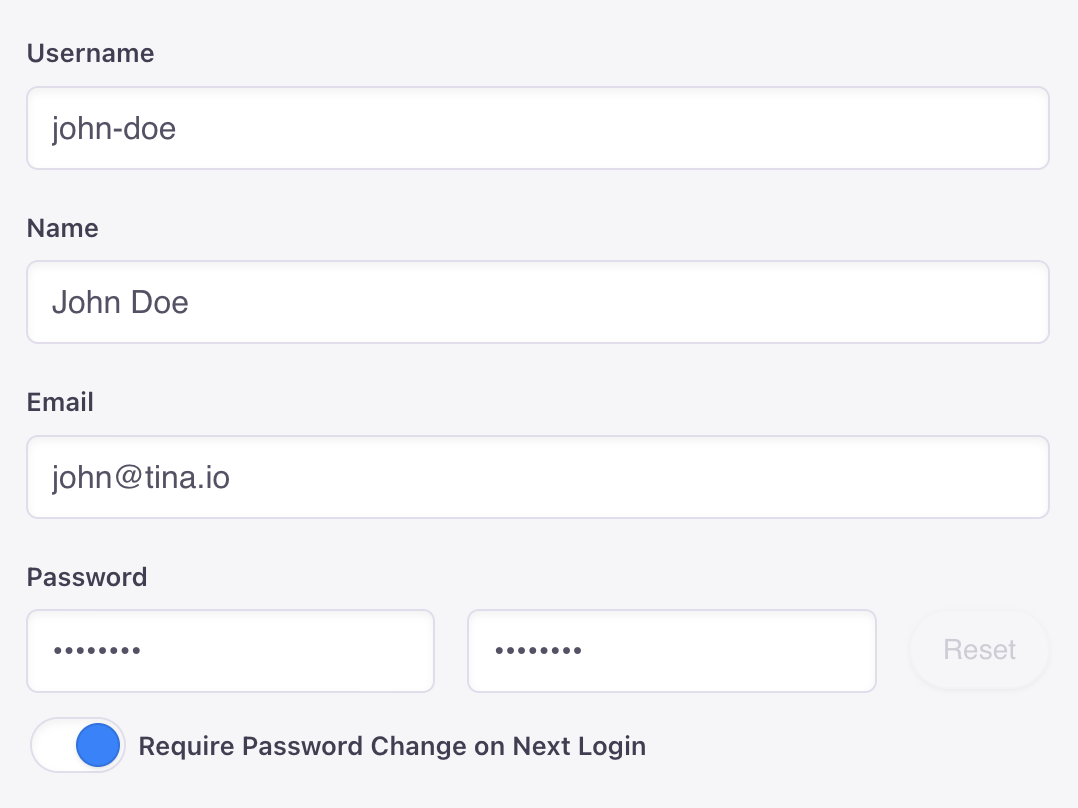 Username
john-doe
Name
John Doe
Email
john@tina.io
Password
•••••••• •••••••• Reset
Require Password Change on Next Login